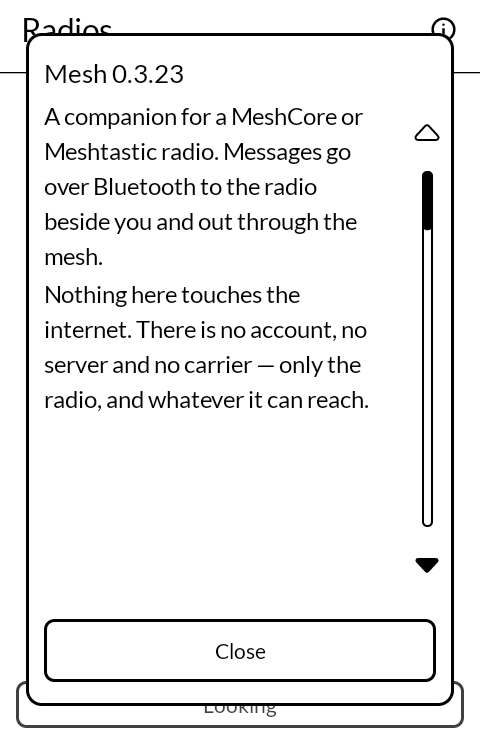 Radios
Mesh 0.3.23
A companion for a MeshCore or
Meshtastic radio. Messages go
over Bluetooth to the radio
beside you and out through the
mesh.
Nothing here touches the
internet. There is no account, no
server and no carrier — only the
radio, and whatever it can reach.
Close
Looking